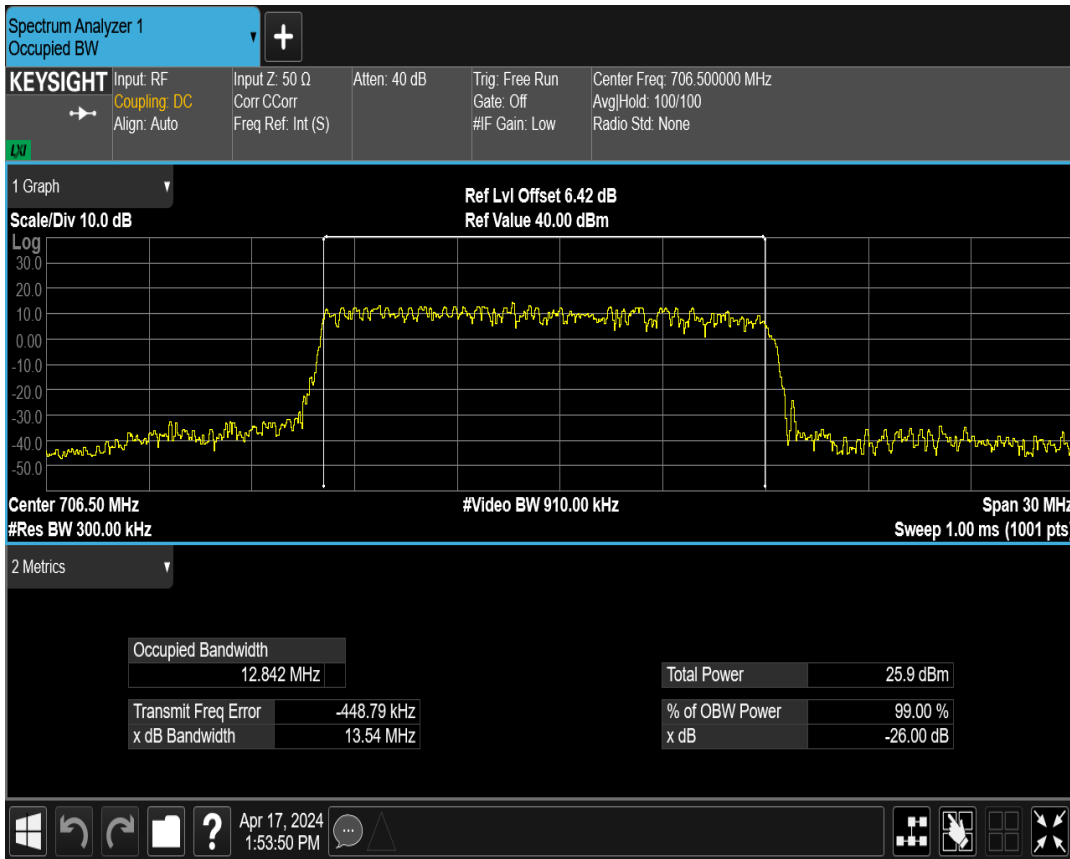 Spectrum Analyzer 1
Occupied BW
KEYSIGHT
LXI
Input: RF
Coupling: DC
Align: Auto
Input Z: 50 Ω
Corr CCorr
Freq Ref: Int (S)
Atten: 40 dB
Trig: Free Run
Gate: Off
#IF Gain: Low
Center Freq: 706.500000 MHz
Avg|Hold: 100/100
Radio Std: None
1 Graph
Scale/Div 10.0 dB
Ref Lvl Offset 6.42 dB
Ref Value 40.00 dBm
Log
30.0
20.0
10.0
0.00
-10.0
-20.0
-30.0
-40.0
-50.0
Center 706.50 MHz
#Res BW 300.00 kHz
#Video BW 910.00 kHz
Span 30 MHz
Sweep 1.00 ms (1001 pts)
2 Metrics
Occupied Bandwidth
12.842 MHz
Transmit Freq Error -448.79 kHz
x dB Bandwidth 13.54 MHz
Total Power 25.9 dBm
% of OBW Power 99.00 %
x dB -26.00 dB
Apr 17, 2024
1:53:50 PM